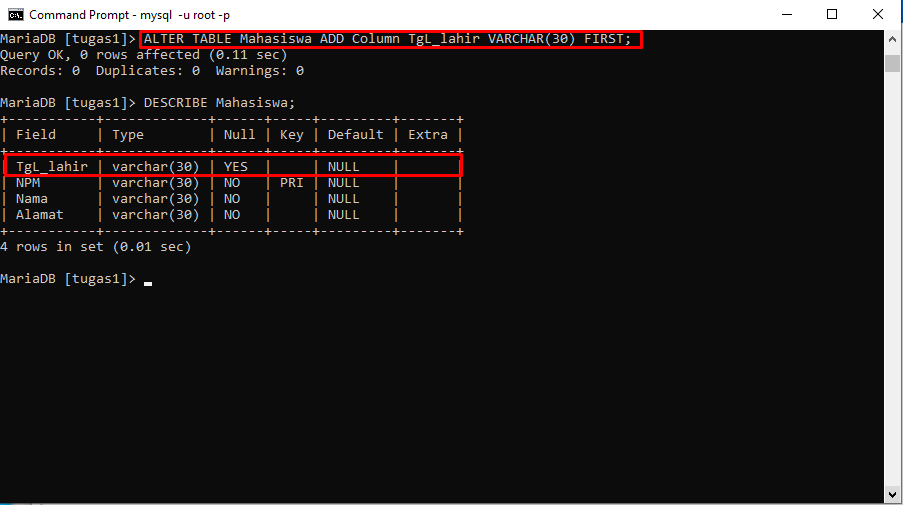 Command Prompt - mysql  -u root -p
MariaDB [tugas1]> ALTER TABLE Mahasiswa ADD Column TgL_lahir VARCHAR(30) FIRST;
Query OK, 0 rows affected (0.11 sec)
Records: 0  Duplicates: 0  Warnings: 0
MariaDB [tugas1]> DESCRIBE Mahasiswa;
+-----------+-------------+------+-----+---------+-------+
| Field     | Type        | Null | Key | Default | Extra |
+-----------+-------------+------+-----+---------+-------+
| TgL_lahir | varchar(30) | YES  |     | NULL    |       |
| NPM       | varchar(30) | NO   | PRI | NULL    |       |
| Nama      | varchar(30) | NO   |     | NULL    |       |
| Alamat    | varchar(30) | NO   |     | NULL    |       |
+-----------+-------------+------+-----+---------+-------+
4 rows in set (0.01 sec)
MariaDB [tugas1]>